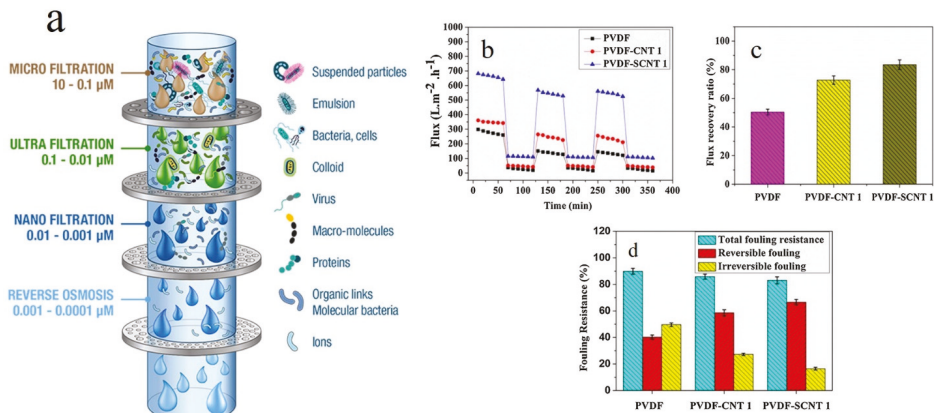 a
MICRO FILTRATION
10 - 0.1 µM
ULTRA FILTRATION
0.1 - 0.01 µM
NANO FILTRATION
0.01 - 0.001 µM
REVERSE OSMOSIS
0.001 - 0.0001 µM
Suspended particles
Emulsion
Bacteria, cells
Colloid
Virus
Macro-molecules
Proteins
Organic links
Molecular bacteria
Ions
b
PVDF
PVDF-CNT 1
PVDF-SCNT 1
Flux (L.m⁻².h⁻¹)
1000
900
800
700
600
500
400
300
200
100
0
0 50 100 150 200 250 300 350 400
Time (min)
c
Flux recovery ratio (%)
100
80
60
40
20
0
PVDF PVDF-CNT 1 PVDF-SCNT 1
d
Total fouling resistance
Reversible fouling
Irreversible fouling
Fouling Resistance (%)
120
100
80
60
40
20
0
PVDF PVDF-CNT 1 PVDF-SCNT 1